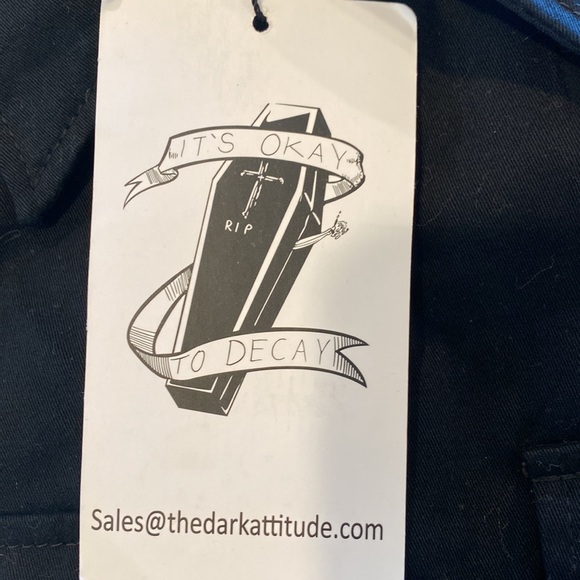 IT'S OKAY
RIP
TO DECAY
Sales@thedarkattitude.com